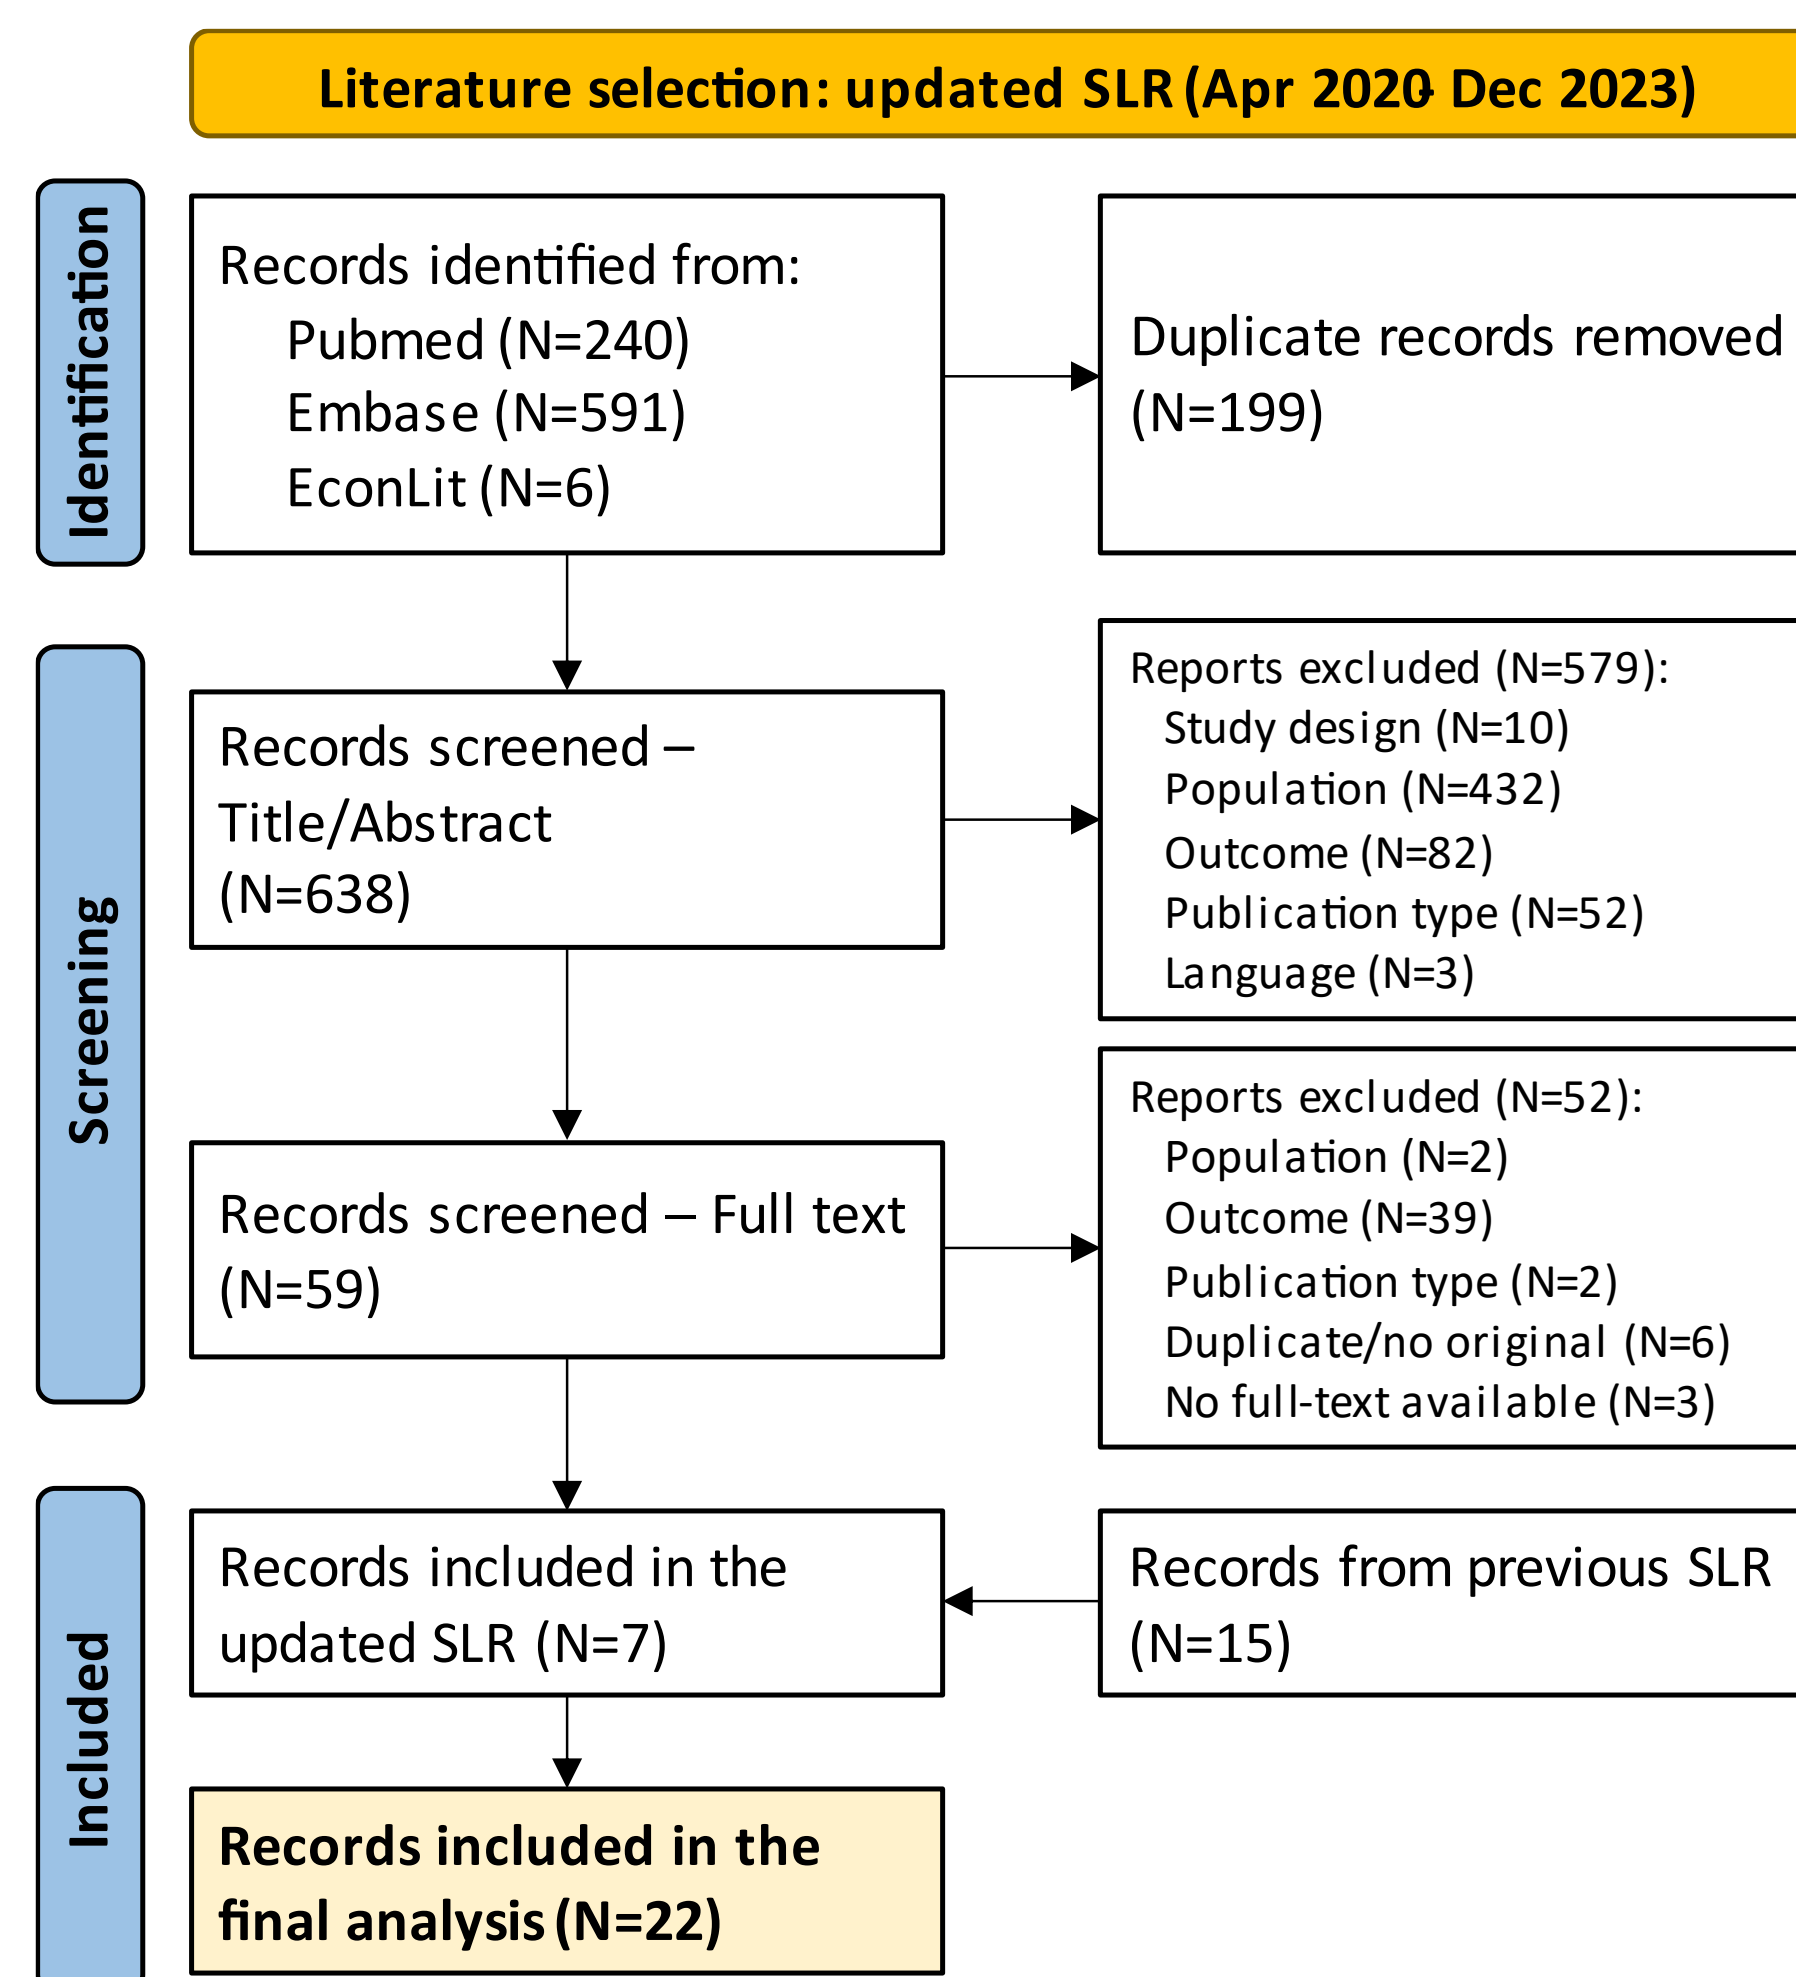 Literature selection: updated SLR (Apr 2020- Dec 2023)
Identification
Records identified from:
Pubmed (N=240)
Embase (N=591)
EconLit (N=6)
Duplicate records removed
(N=199)
Screening
Records screened –
Title/Abstract
(N=638)
Reports excluded (N=579):
Study design (N=10)
Population (N=432)
Outcome (N=82)
Publication type (N=52)
Language (N=3)
Records screened – Full text
(N=59)
Reports excluded (N=52):
Population (N=2)
Outcome (N=39)
Publication type (N=2)
Duplicate/no original (N=6)
No full-text available (N=3)
Included
Records included in the
updated SLR (N=7)
Records from previous SLR
(N=15)
Records included in the
final analysis (N=22)